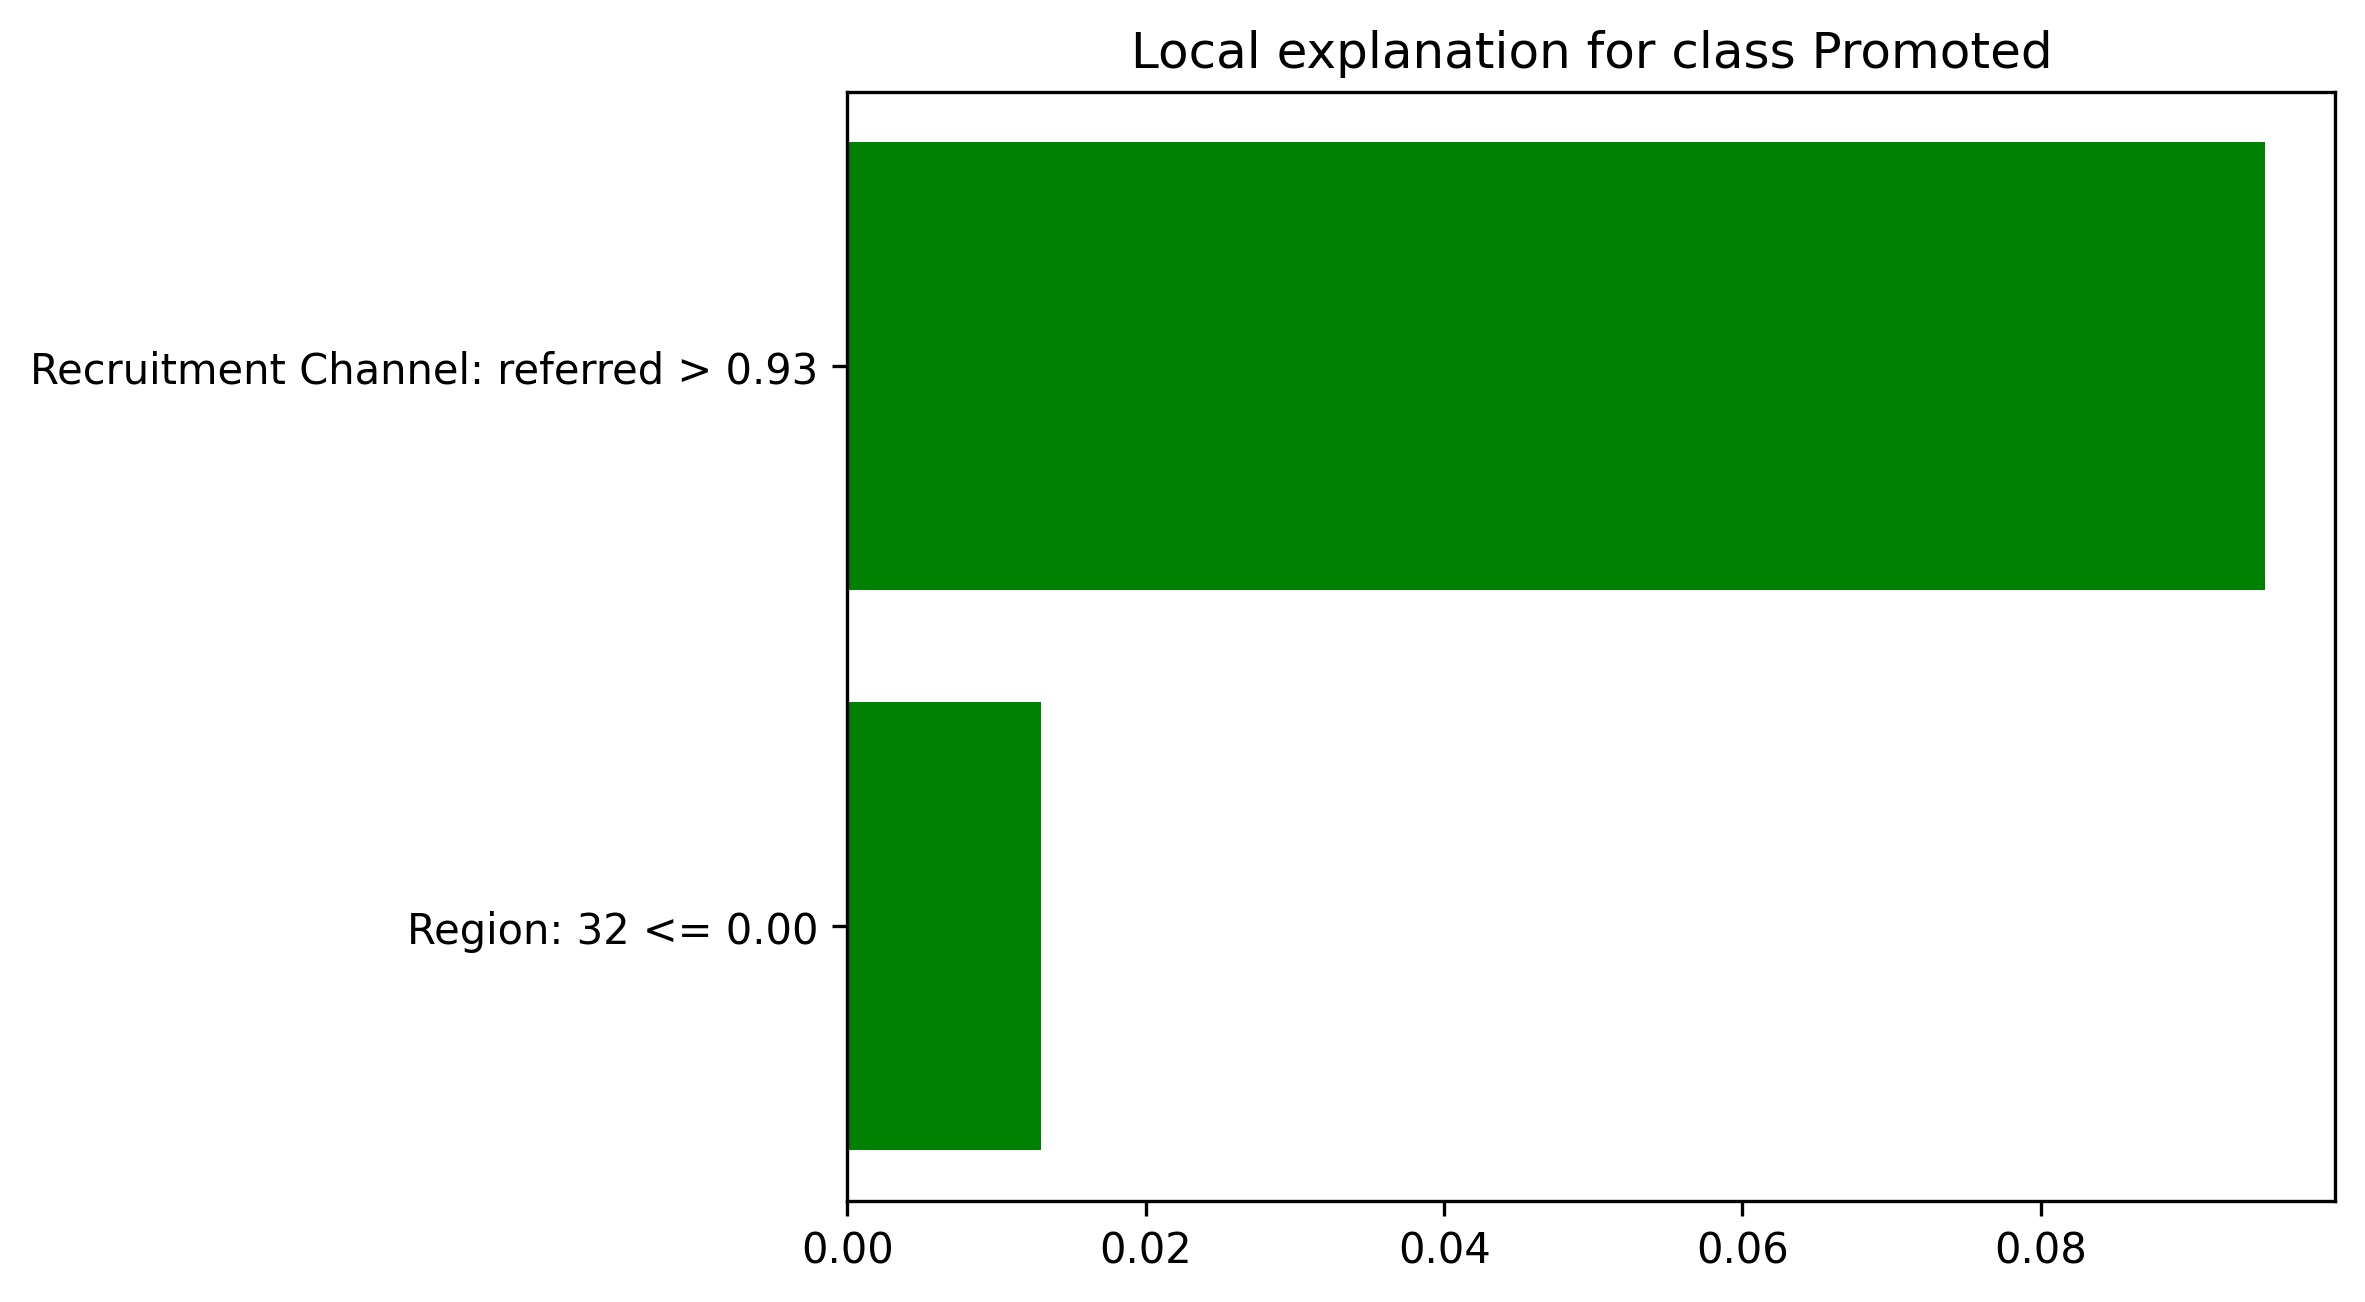 Local explanation for class Promoted
Recruitment Channel: referred > 0.93
Region: 32 <= 0.00
0.00 0.02 0.04 0.06 0.08